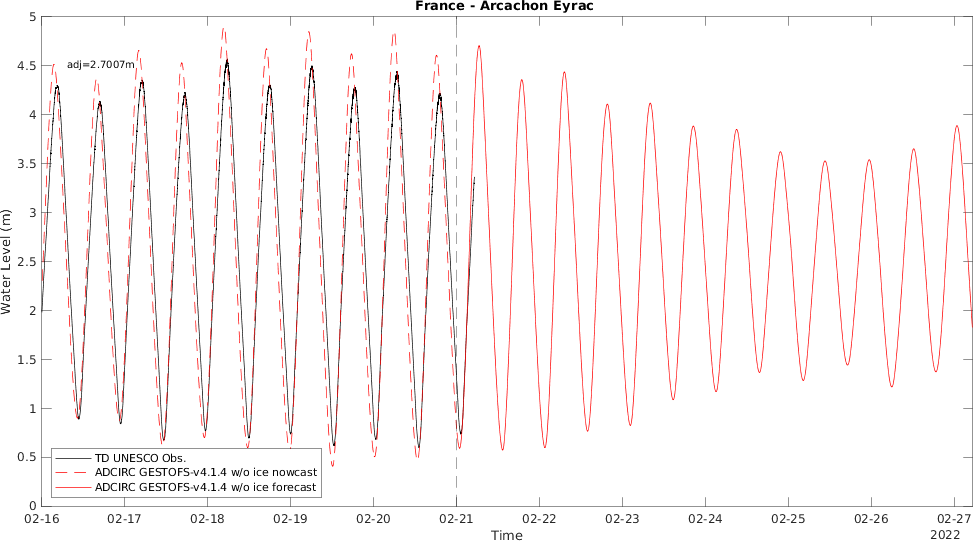 France - Arcachon Eyrac
adj=2.7007m
Water Level (m)
5
4.5
4
3.5
3
2.5
2
1.5
1
0.5
0
TD UNESCO Obs.
ADCIRC GESTOFS-v4.1.4 w/o ice nowcast
ADCIRC GESTOFS-v4.1.4 w/o ice forecast
02-16 02-17 02-18 02-19 02-20 02-21 02-22 02-23 02-24 02-25 02-26 02-27
Time
2022